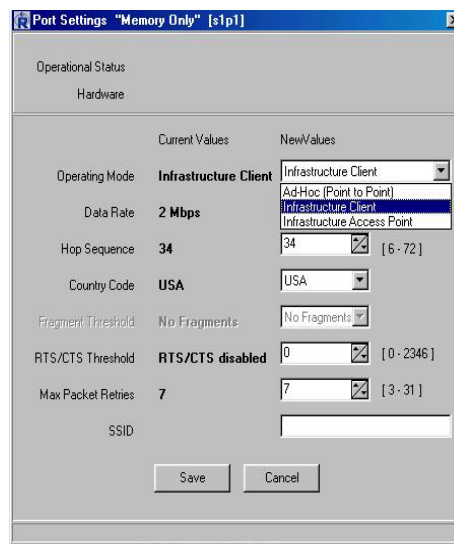 Port Settings "Memory Only" [s1p1]
Operational Status
Hardware
Current Values NewValues
Operating Mode Infrastructure Client Infrastructure Client
Ad-Hoc (Point to Point)
Infrastructure Client
Infrastructure Access Point
Data Rate 2 Mbps
Hop Sequence 34 34 [ 6 - 72 ]
Country Code USA USA
Fragment Threshold No Fragments No Fragments
RTS/CTS Threshold RTS/CTS disabled 0 [ 0 - 2346 ]
Max Packet Retries 7 7 [ 3 - 31 ]
SSID
Save Cancel